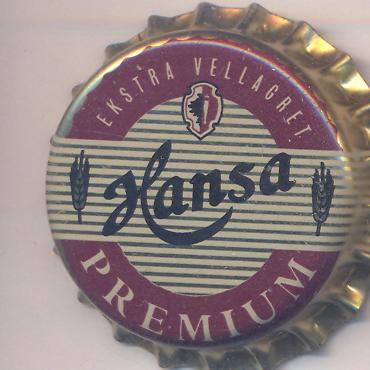 EKSTRA VELLAGRET
Hansa
PREMIUM